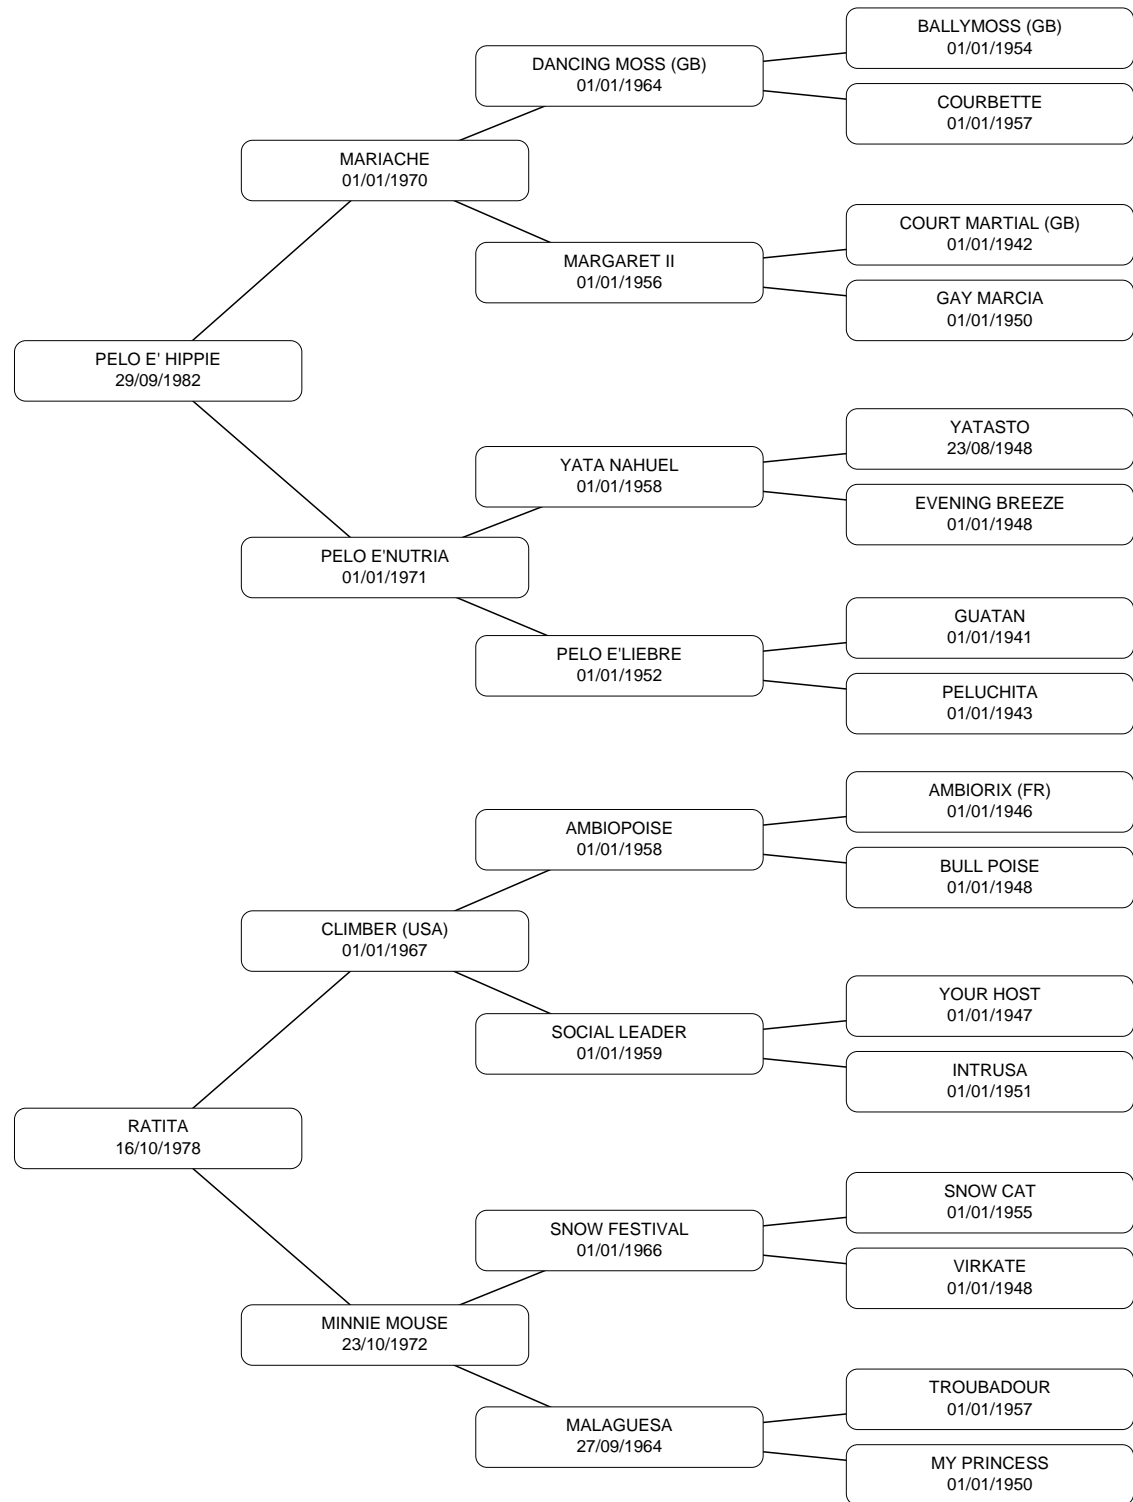 BALLYMOSS (GB)
01/01/1954
DANCING MOSS (GB)
01/01/1964
COURBETTE
01/01/1957
MARIACHE
01/01/1970
COURT MARTIAL (GB)
01/01/1942
MARGARET II
01/01/1956
GAY MARCIA
01/01/1950
PELO E' HIPPIE
29/09/1982
YATASTO
23/08/1948
YATA NAHUEL
01/01/1958
EVENING BREEZE
01/01/1948
PELO E'NUTRIA
01/01/1971
GUATAN
01/01/1941
PELO E'LIEBRE
01/01/1952
PELUCHITA
01/01/1943
AMBIORIX (FR)
01/01/1946
AMBIOPOISE
01/01/1958
BULL POISE
01/01/1948
CLIMBER (USA)
01/01/1967
YOUR HOST
01/01/1947
SOCIAL LEADER
01/01/1959
INTRUSA
01/01/1951
RATITA
16/10/1978
SNOW CAT
01/01/1955
SNOW FESTIVAL
01/01/1966
VIRKATE
01/01/1948
MINNIE MOUSE
23/10/1972
TROUBADOUR
01/01/1957
MALAGUESA
27/09/1964
MY PRINCESS
01/01/1950